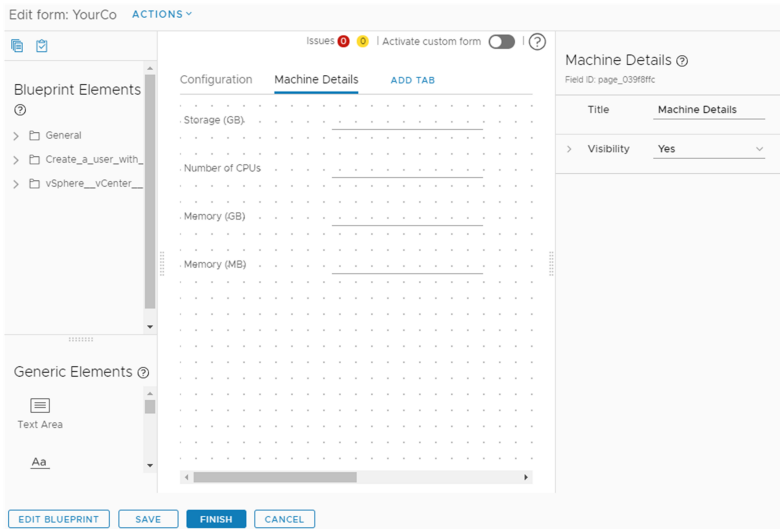 Edit form: YourCo ACTIONS
Issues 0 0 | Activate custom form | ?
Blueprint Elements
?
General
Create_a_user_with_
vSphere__vCenter__
Generic Elements ?
Text Area
Aa
Configuration Machine Details ADD TAB
Storage (GB)
Number of CPUs
Memory (GB)
Memory (MB)
Machine Details ?
Field ID: page_039f8ffc
Title Machine Details
Visibility Yes
EDIT BLUEPRINT SAVE FINISH CANCEL